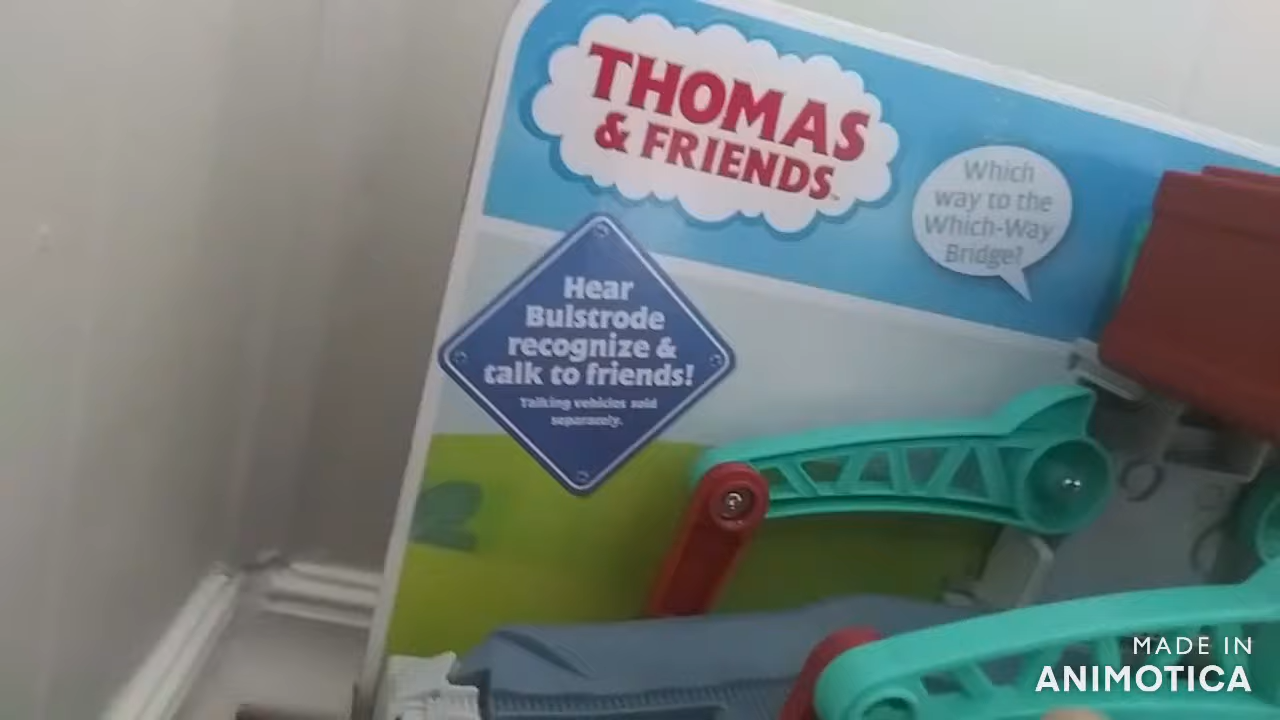 THOMAS
& FRIENDS™
Which
way to the
Which-Way
Bridge?
Hear
Bulstrode
recognize &
talk to friends!
Talking vehicles sold
separately.
MADE IN
ANIMOTICA